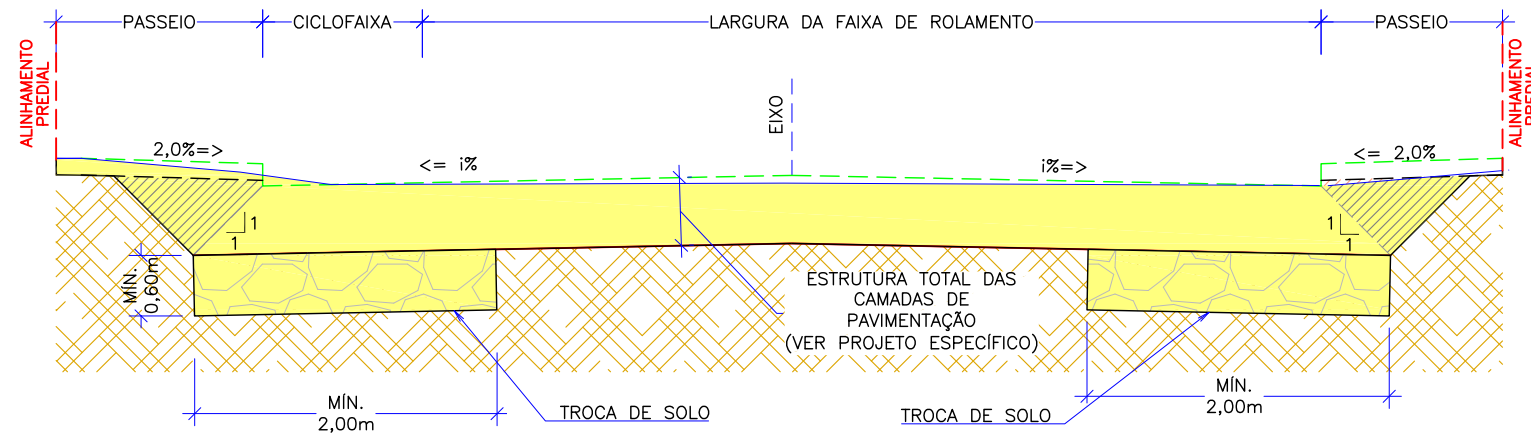 PASSEIO
CICLOFAIXA
LARGURA DA FAIXA DE ROLAMENTO
PASSEIO
ALINHAMENTO
PREDIAL
ALINHAMENTO
PREDIAL
EIXO
2,0%=>
<= i%
i%=>
<= 2,0%
1
1
1
1
MÍN.
0,60m
ESTRUTURA TOTAL DAS
CAMADAS DE
PAVIMENTAÇÃO
(VER PROJETO ESPECÍFICO)
MÍN.
2,00m
TROCA DE SOLO
TROCA DE SOLO
MÍN.
2,00m